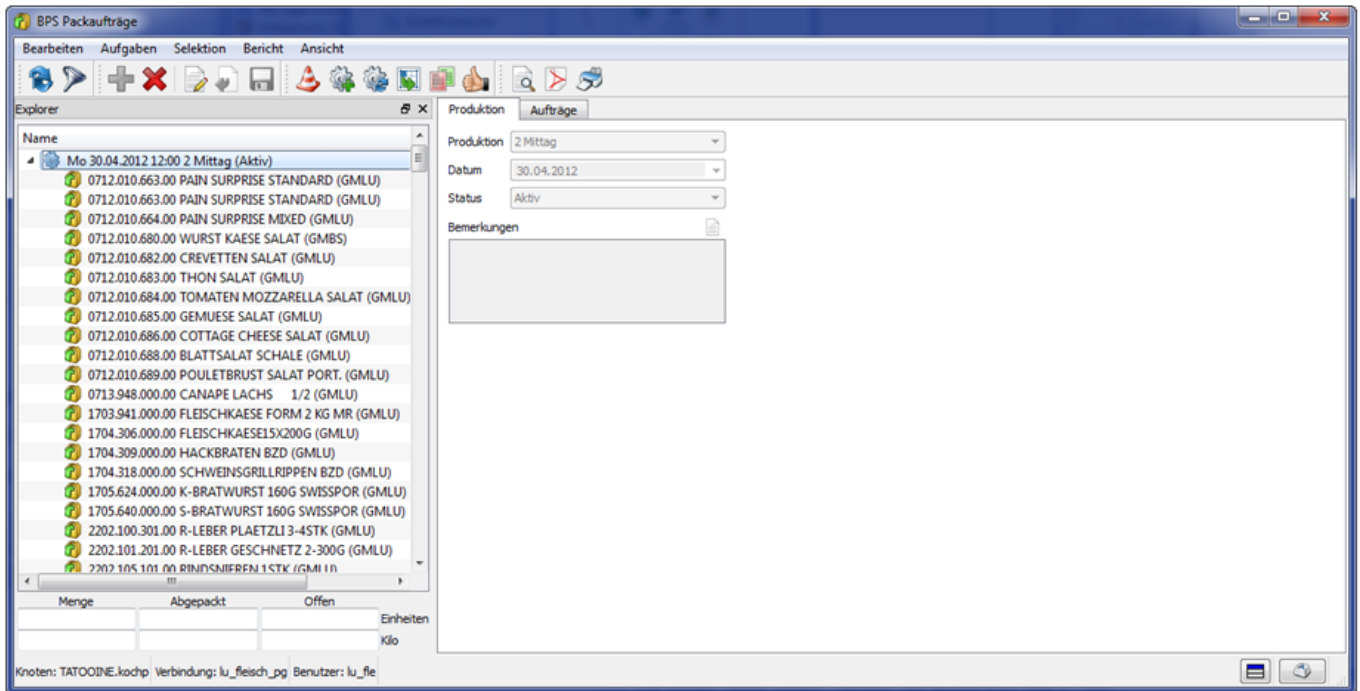 BPS Packaufträge
Bearbeiten Aufgaben Selektion Bericht Ansicht
Explorer
Name
Mo 30.04.2012 12:00 2 Mittag (Aktiv)
0712.010.663.00 PAIN SURPRISE STANDARD (GMLU)
0712.010.663.00 PAIN SURPRISE STANDARD (GMLU)
0712.010.664.00 PAIN SURPRISE MIXED (GMLU)
0712.010.680.00 WURST KAESE SALAT (GMBS)
0712.010.682.00 CREVETTEN SALAT (GMLU)
0712.010.683.00 THON SALAT (GMLU)
0712.010.684.00 TOMATEN MOZZARELLA SALAT (GMLU)
0712.010.685.00 GEMUESE SALAT (GMLU)
0712.010.686.00 COTTAGE CHEESE SALAT (GMLU)
0712.010.688.00 BLATTSALAT SCHALE (GMLU)
0712.010.689.00 POULETBRUST SALAT PORT. (GMLU)
0713.948.000.00 CANAPE LACHS 1/2 (GMLU)
1703.941.000.00 FLEISCHKAESE FORM 2 KG MR (GMLU)
1704.306.000.00 FLEISCHKAESE15X200G (GMLU)
1704.309.000.00 HACKBRATEN BZD (GMLU)
1704.318.000.00 SCHWEINSGRILLRIPPEN BZD (GMLU)
1705.624.000.00 K-BRATWURST 160G SWISSPOR (GMLU)
1705.640.000.00 S-BRATWURST 160G SWISSPOR (GMLU)
2202.100.301.00 R-LEBER PLAETZLI 3-4STK (GMLU)
2202.101.201.00 R-LEBER GESCHNETZ 2-300G (GMLU)
2202.105.101.00 RINDSNIEREN 1STK (GMLU)
Menge Abgepackt Offen
Einheiten
Kilo
Produktion Aufträge
Produktion 2 Mittag
Datum 30.04.2012
Status Aktiv
Bemerkungen
Knoten: TATOOINE.kochp Verbindung: lu_fleisch_pg Benutzer: lu_fle